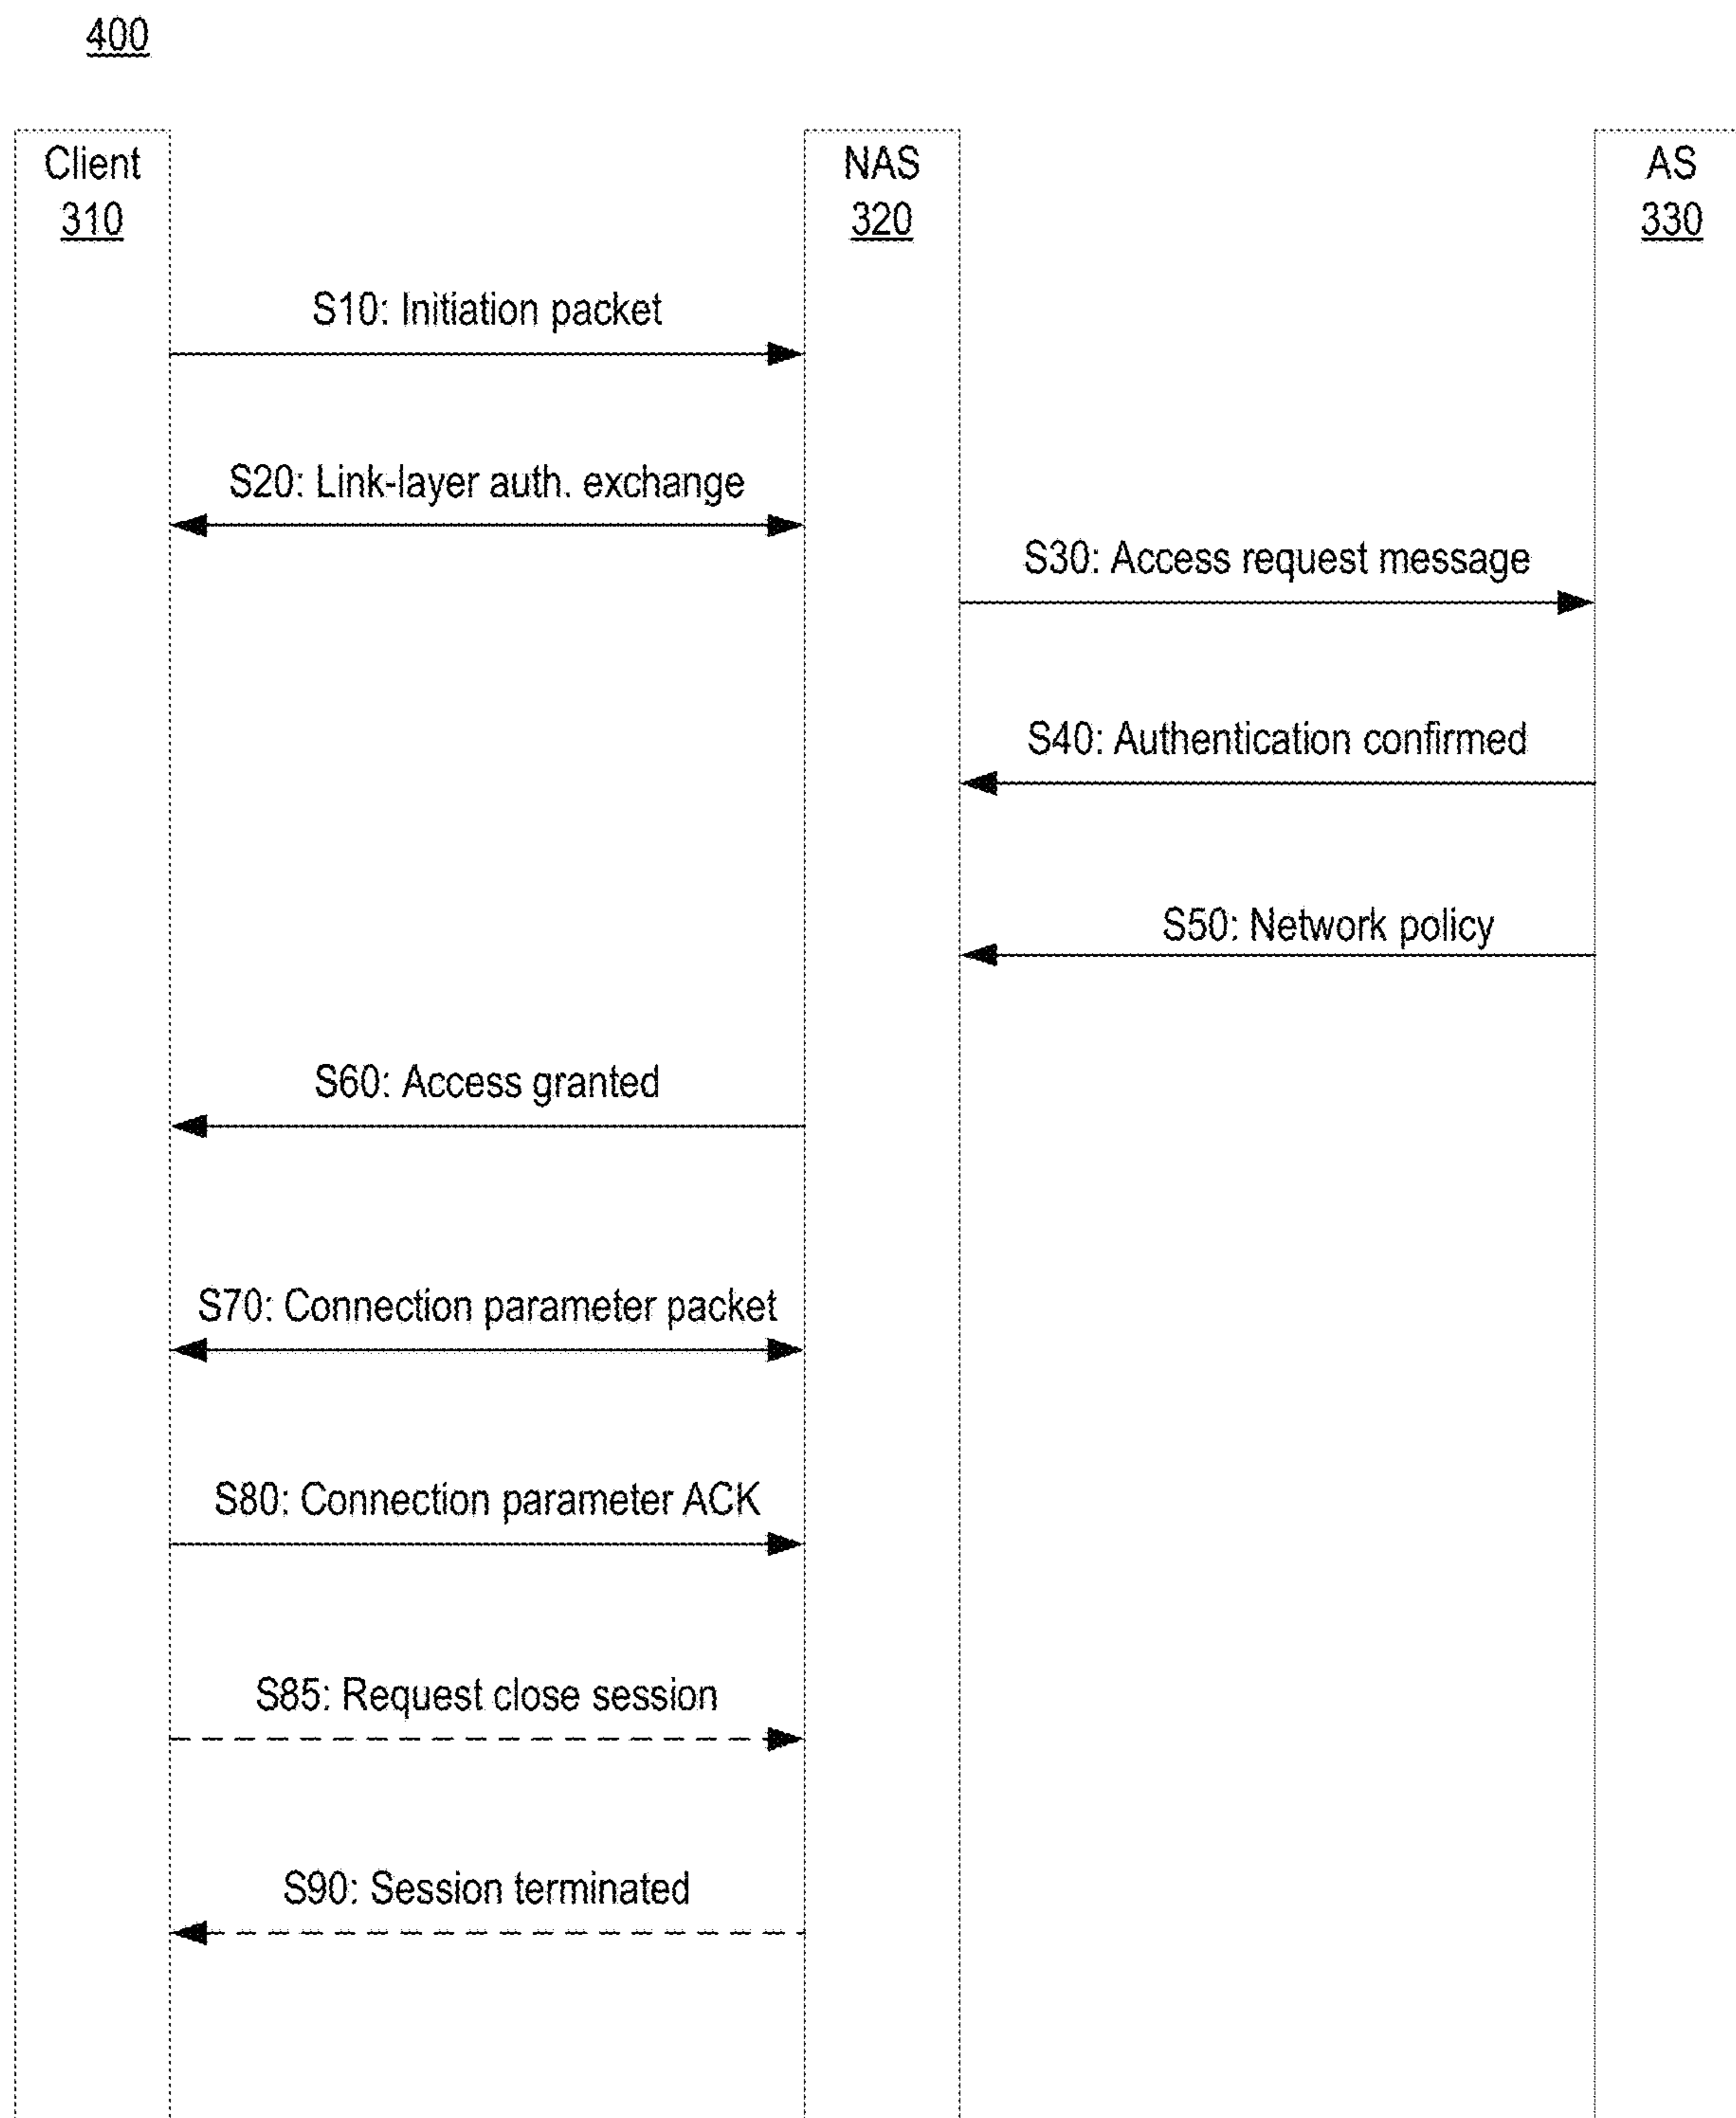 400
Client
310
NAS
320
AS
330
S10: Initiation packet
S20: Link-layer auth. exchange
S30: Access request message
S40: Authentication confirmed
S50: Network policy
S60: Access granted
S70: Connection parameter packet
S80: Connection parameter ACK
S85: Request close session
S90: Session terminated